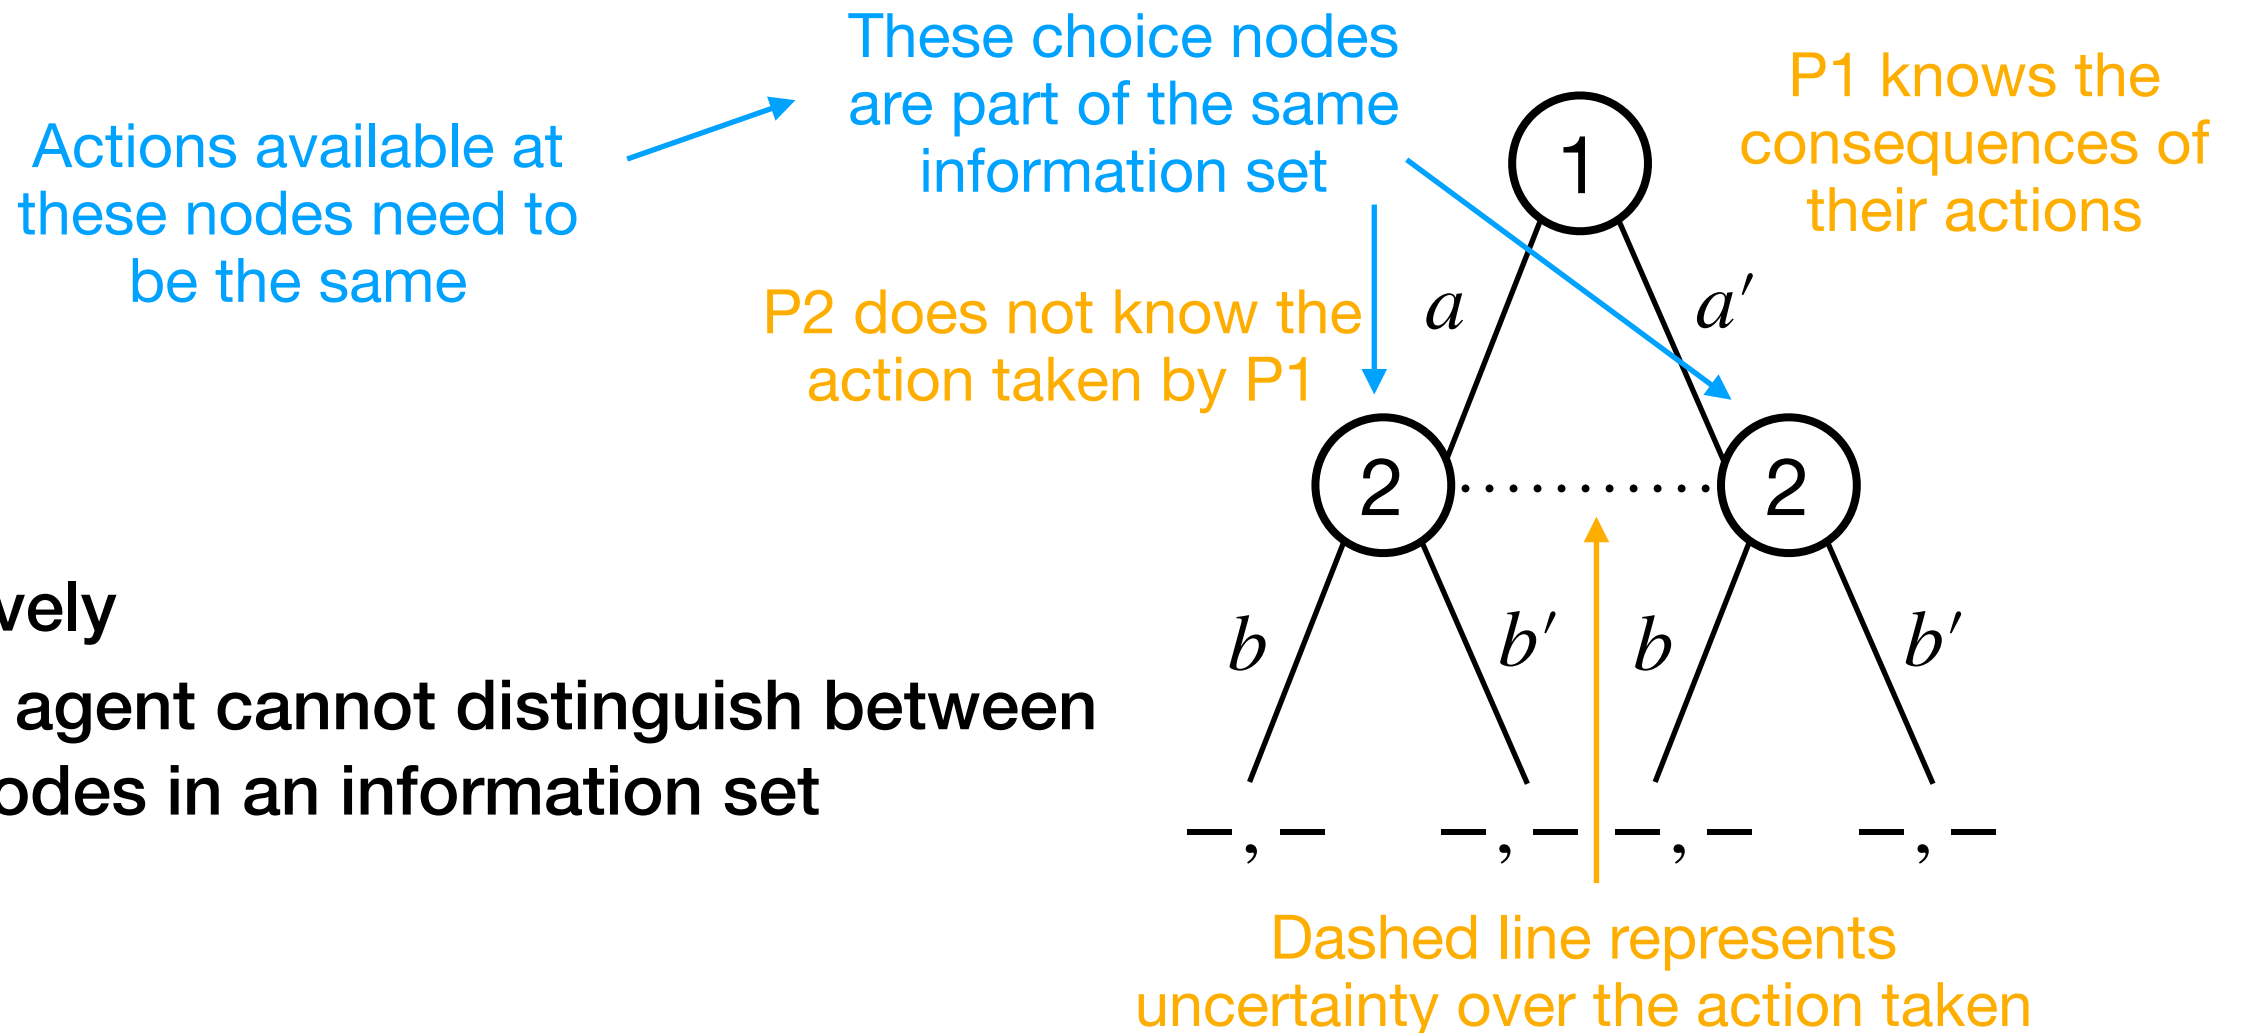 These choice nodes
are part of the same
information set
P1 knows the
consequences of
their actions
Actions available at
these nodes need to
be the same
1
P2 does not know the
action taken by P1
a
a′
2
2
vely
agent cannot distinguish between
odes in an information set
b
b′
b
b′
–, –
–, –
–, –
–, –
Dashed line represents
uncertainty over the action taken